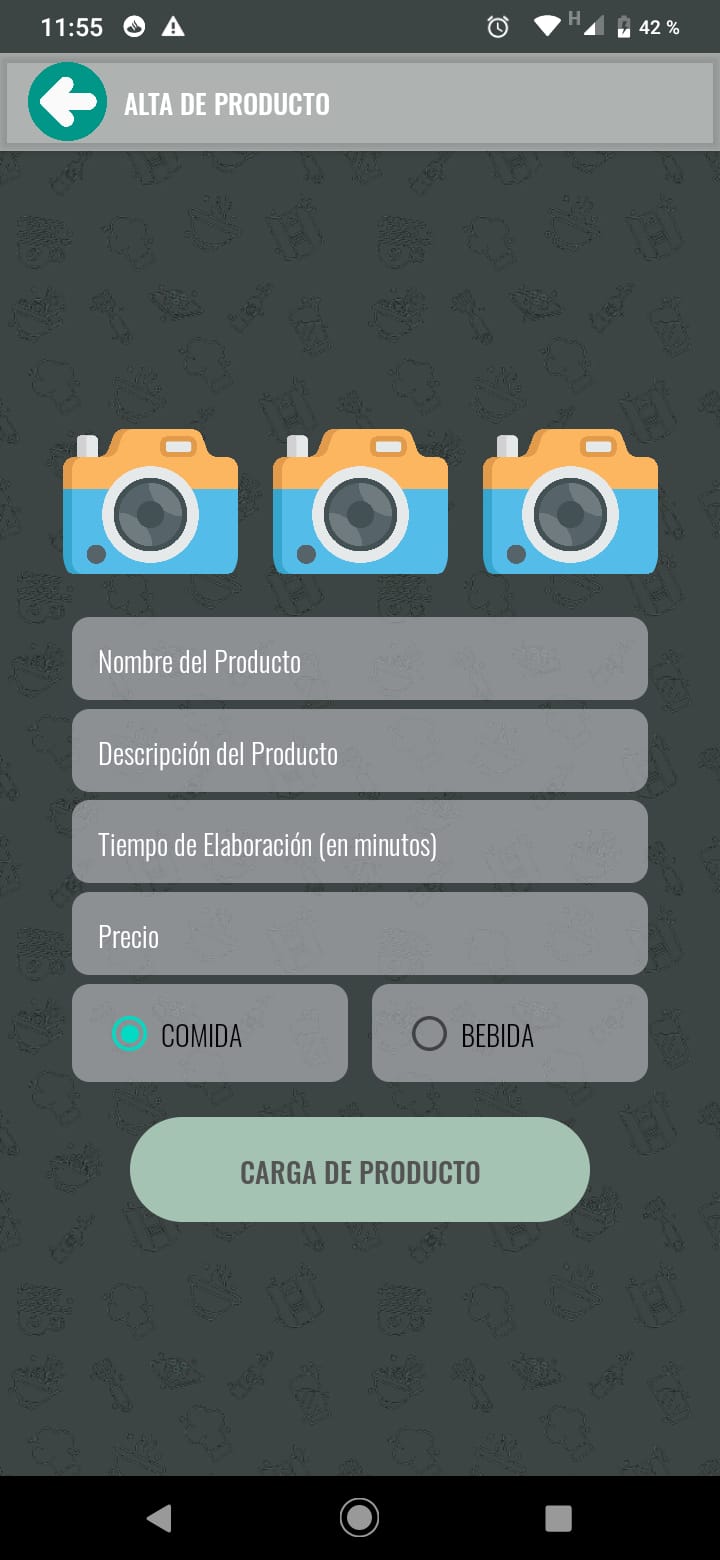 11:55
H
42 %
ALTA DE PRODUCTO
Nombre del Producto
Descripción del Producto
Tiempo de Elaboración (en minutos)
Precio
COMIDA
BEBIDA
CARGA DE PRODUCTO